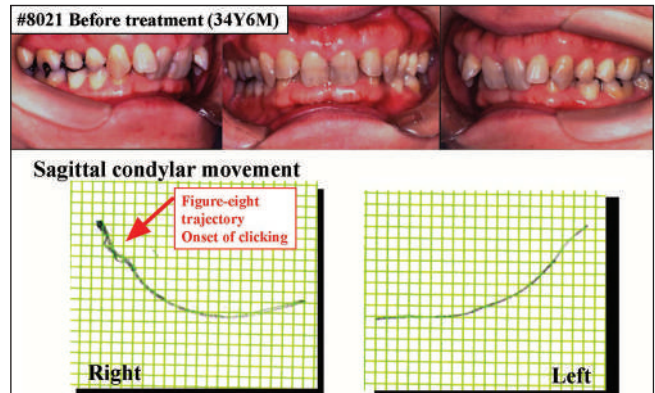 #8021 Before treatment (34Y6M)
Sagittal condylar movement
Figure-eight
trajectory
Onset of clicking
Right
Left